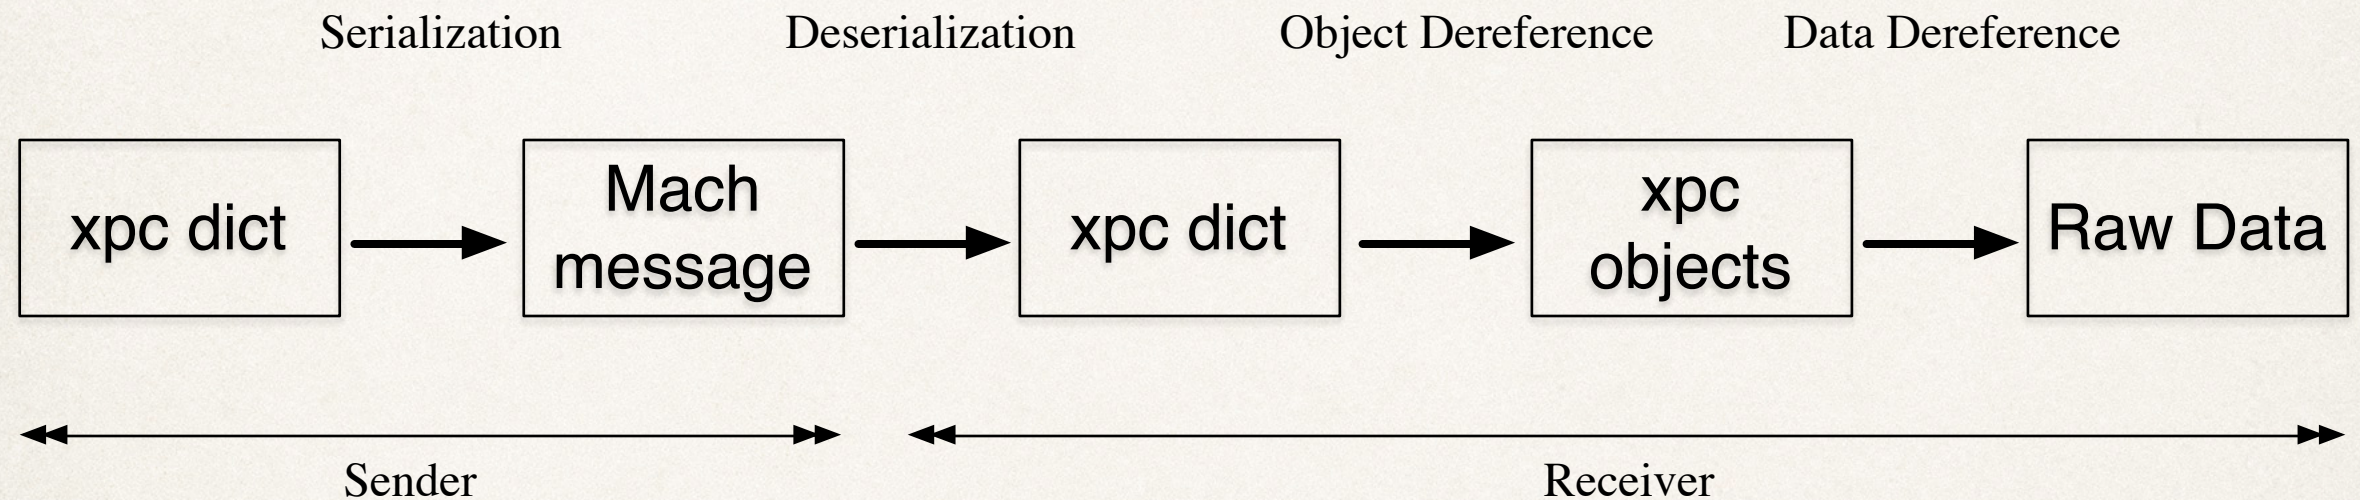 Serialization
Deserialization
Object Dereference
Data Dereference
xpc dict
Mach
message
xpc dict
xpc
objects
Raw Data
Sender
Receiver